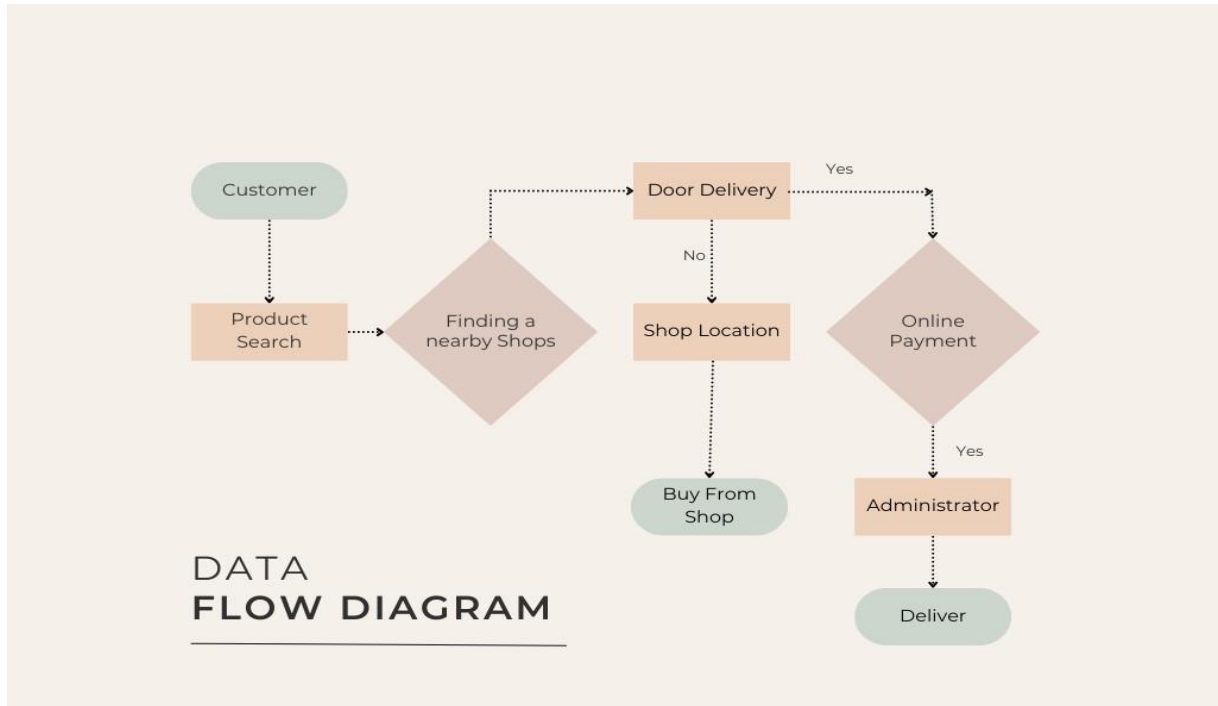 Customer
Door Delivery
Yes
No
Product
Search
Finding a
nearby Shops
Shop Location
Online
Payment
Yes
Buy From
Shop
Administrator
Deliver
DATA
FLOW DIAGRAM